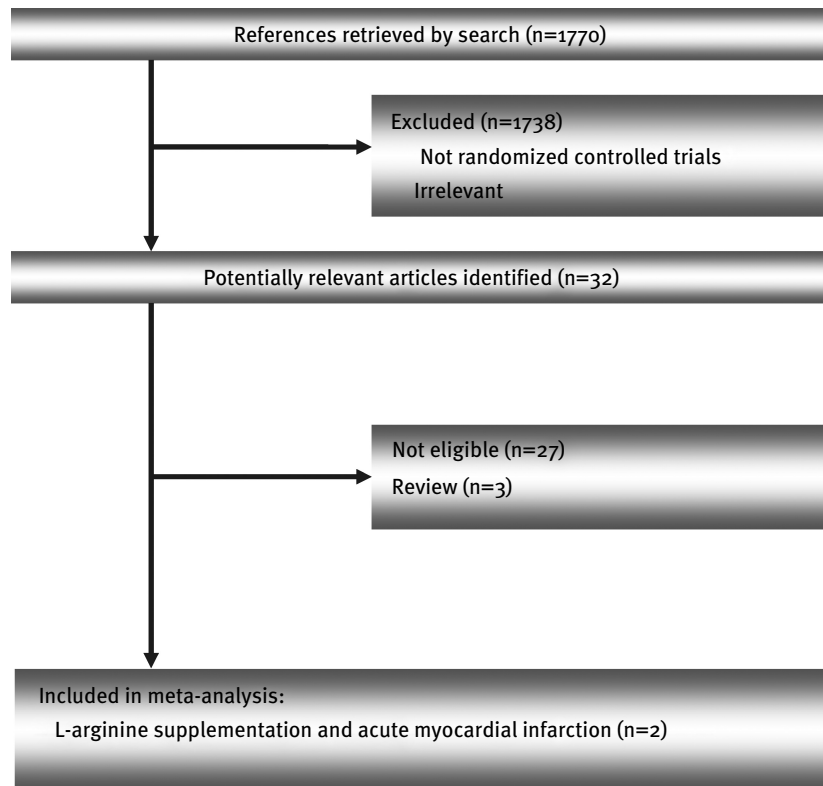 References retrieved by search (n=1770)
Excluded (n=1738)
Not randomized controlled trials
Irrelevant
Potentially relevant articles identified (n=32)
Not eligible (n=27)
Review (n=3)
Included in meta-analysis:
L-arginine supplementation and acute myocardial infarction (n=2)